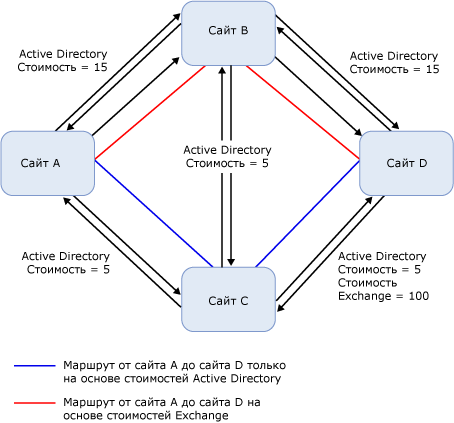 Сайт B
Active Directory
Стоимость = 15
Active Directory
Стоимость = 15
Сайт A
Active Directory
Стоимость = 5
Сайт D
Active Directory
Стоимость = 5
Active Directory
Стоимость = 5
Стоимость
Exchange = 100
Сайт C
Маршрут от сайта A до сайта D только
на основе стоимостей Active Directory
Маршрут от сайта A до сайта D на
основе стоимостей Exchange